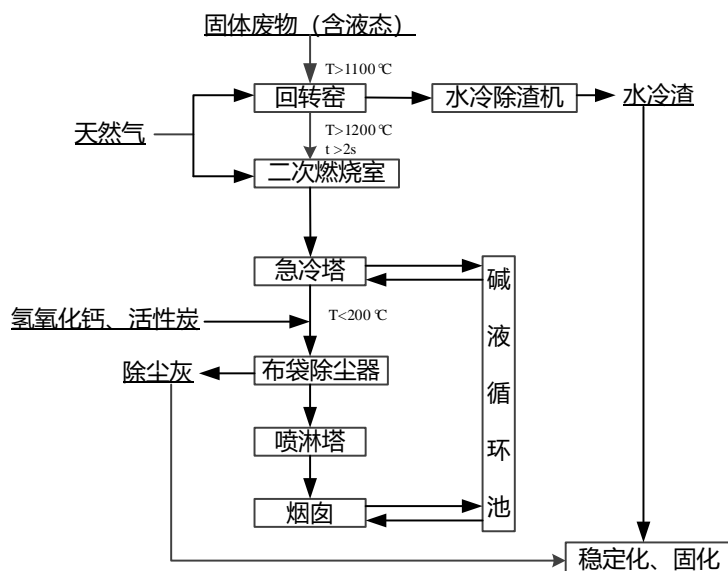 固体废物（含液态）
T>1100℃
回转窑
水冷除渣机
水冷渣
天然气
T>1200℃
t >2s
二次燃烧室
急冷塔
碱液循环池
氢氧化钙、活性炭
T<200℃
除尘灰
布袋除尘器
喷淋塔
烟囱
稳定化、固化